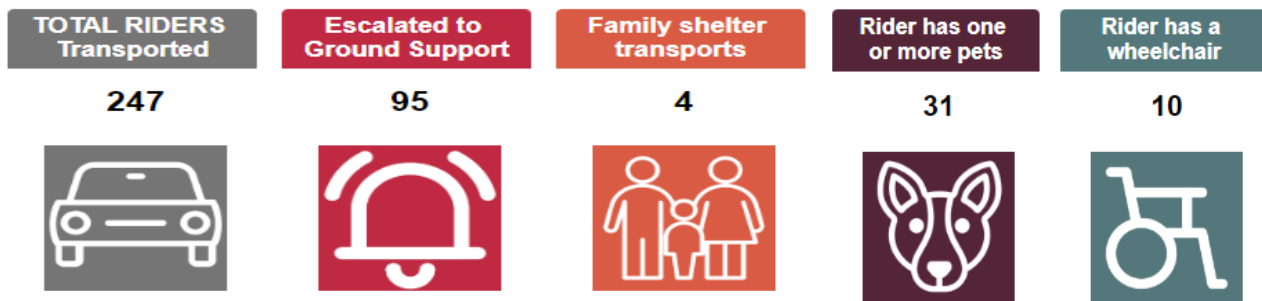 TOTAL RIDERS
Transported
247
Escalated to
Ground Support
95
Family shelter
transports
4
Rider has one
or more pets
31
Rider has a
wheelchair
10